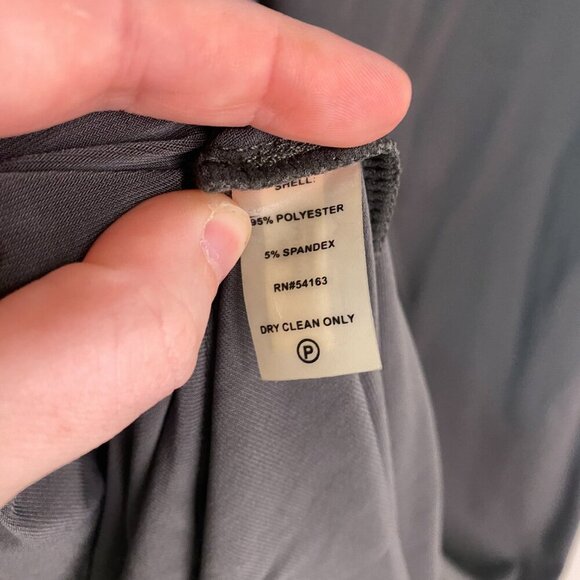 SHELL:
95% POLYESTER
5% SPANDEX
RN#54163
DRY CLEAN ONLY
P